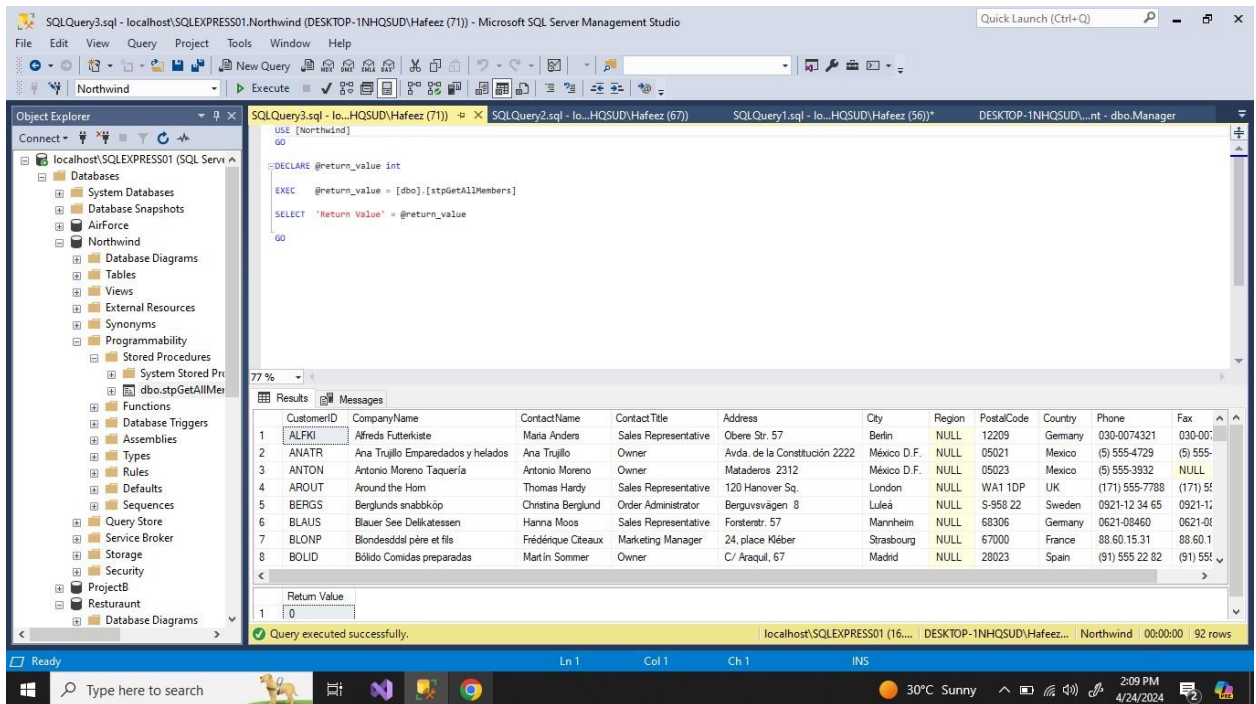 SQLQuery3.sql - localhost\SQLEXPRESS01.Northwind (DESKTOP-1NHQSUD\Hafeez (71)) - Microsoft SQL Server Management Studio
Quick Launch (Ctrl+Q)
File Edit View Query Project Tools Window Help
New Query
Northwind Execute
Object Explorer
SQLQuery3.sql - lo...HQSUD\Hafeez (71)) SQLQuery2.sql - lo...HQSUD\Hafeez (67)) SQLQuery1.sql - lo...HQSUD\Hafeez (56))* DESKTOP-1NHQSUD\...nt - dbo.Manager
Connect
localhost\SQLEXPRESS01 (SQL Serve
Databases
System Databases
Database Snapshots
AirForce
Northwind
Database Diagrams
Tables
Views
External Resources
Synonyms
Programmability
Stored Procedures
System Stored Pro
dbo.stpGetAllMer
Functions
Database Triggers
Assemblies
Types
Rules
Defaults
Sequences
Query Store
Service Broker
Storage
Security
ProjectB
Resturaunt
Database Diagrams
USE [Northwind]
GO
DECLARE @return_value int
EXEC @return_value = [dbo].[stpGetAllMembers]
SELECT 'Return Value' = @return_value
GO
77 %
Results Messages
CustomerID CompanyName ContactName ContactTitle Address City Region PostalCode Country Phone Fax
1 ALFKI Alfreds Futterkiste Maria Anders Sales Representative Obere Str. 57 Berlin NULL 12209 Germany 030-0074321 030-007
2 ANATR Ana Trujillo Emparedados y helados Ana Trujillo Owner Avda. de la Constitución 2222 México D.F. NULL 05021 Mexico (5) 555-4729 (5) 555-
3 ANTON Antonio Moreno Taquería Antonio Moreno Owner Mataderos 2312 México D.F. NULL 05023 Mexico (5) 555-3932 NULL
4 AROUT Around the Horn Thomas Hardy Sales Representative 120 Hanover Sq. London NULL WA1 1DP UK (171) 555-7788 (171) 55
5 BERGS Berglunds snabbköp Christina Berglund Order Administrator Berguvsvägen 8 Luleå NULL S-958 22 Sweden 0921-12 34 65 0921-12
6 BLAUS Blauer See Delikatessen Hanna Moos Sales Representative Forsterstr. 57 Mannheim NULL 68306 Germany 0621-08460 0621-08
7 BLONP Blondesddsl père et fils Frédérique Citeaux Marketing Manager 24, place Kléber Strasbourg NULL 67000 France 88.60.15.31 88.60.1
8 BOLID Bólido Comidas preparadas Martín Sommer Owner C/ Araquil, 67 Madrid NULL 28023 Spain (91) 555 22 82 (91) 555
Return Value
1 0
Query executed successfully. localhost\SQLEXPRESS01 (16.... DESKTOP-1NHQSUD\Hafeez... Northwind 00:00:00 92 rows
Ready Ln 1 Col 1 Ch 1 INS
Type here to search 30°C Sunny 2:09 PM
4/24/2024 2